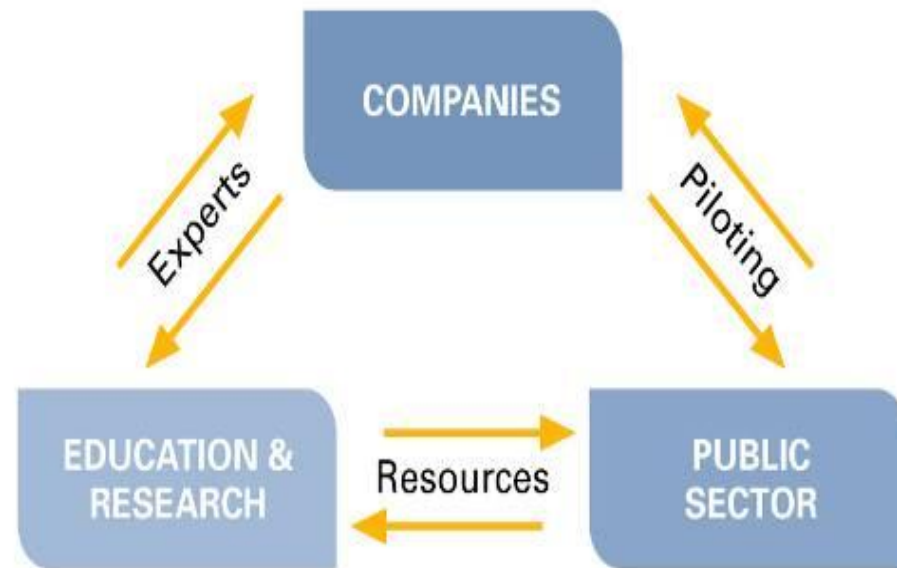 COMPANIES
Experts
Piloting
EDUCATION &
RESEARCH
Resources
PUBLIC
SECTOR